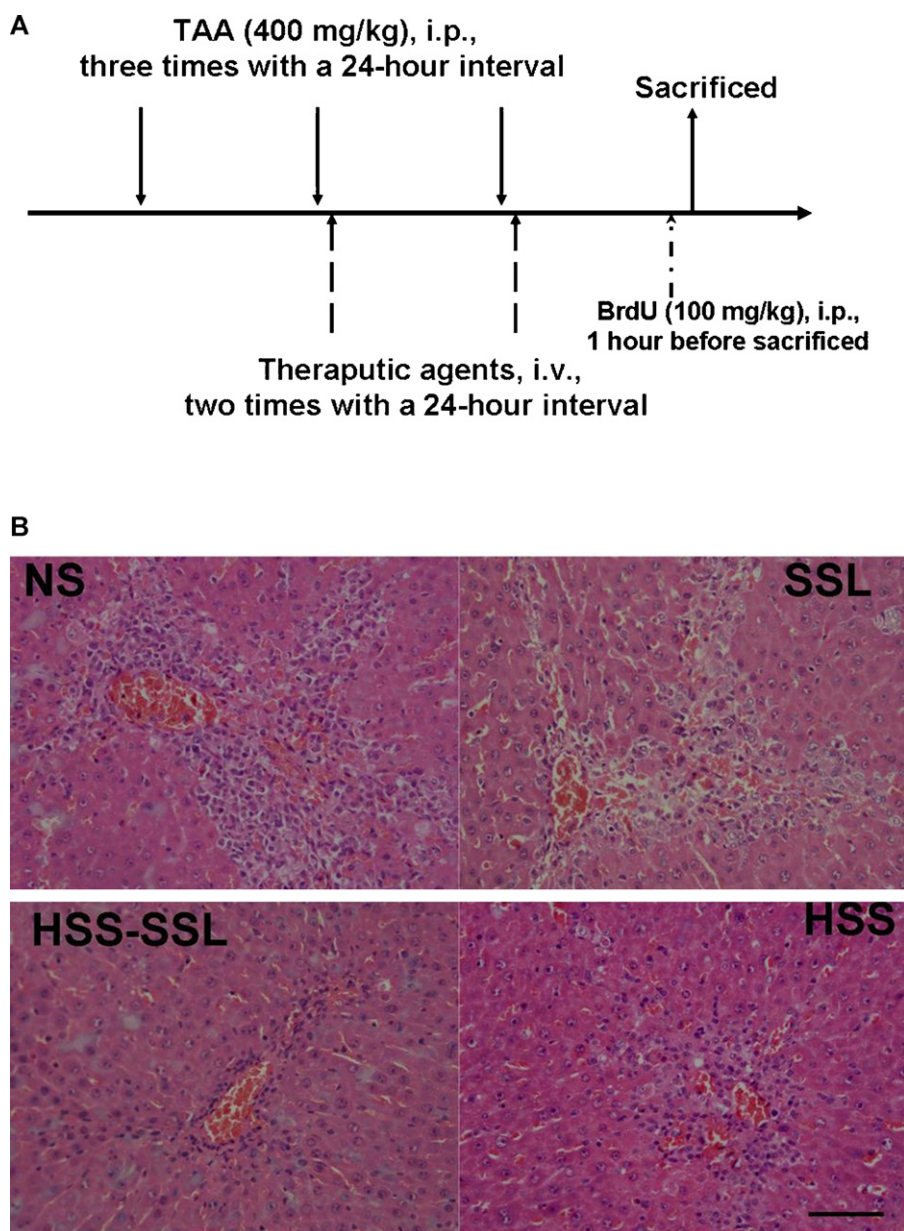 A
TAA (400 mg/kg), i.p.,
three times with a 24-hour interval
Sacrificed
BrdU (100 mg/kg), i.p.,
1 hour before sacrificed
Theraputic agents, i.v.,
two times with a 24-hour interval
B
NS
SSL
HSS-SSL
HSS